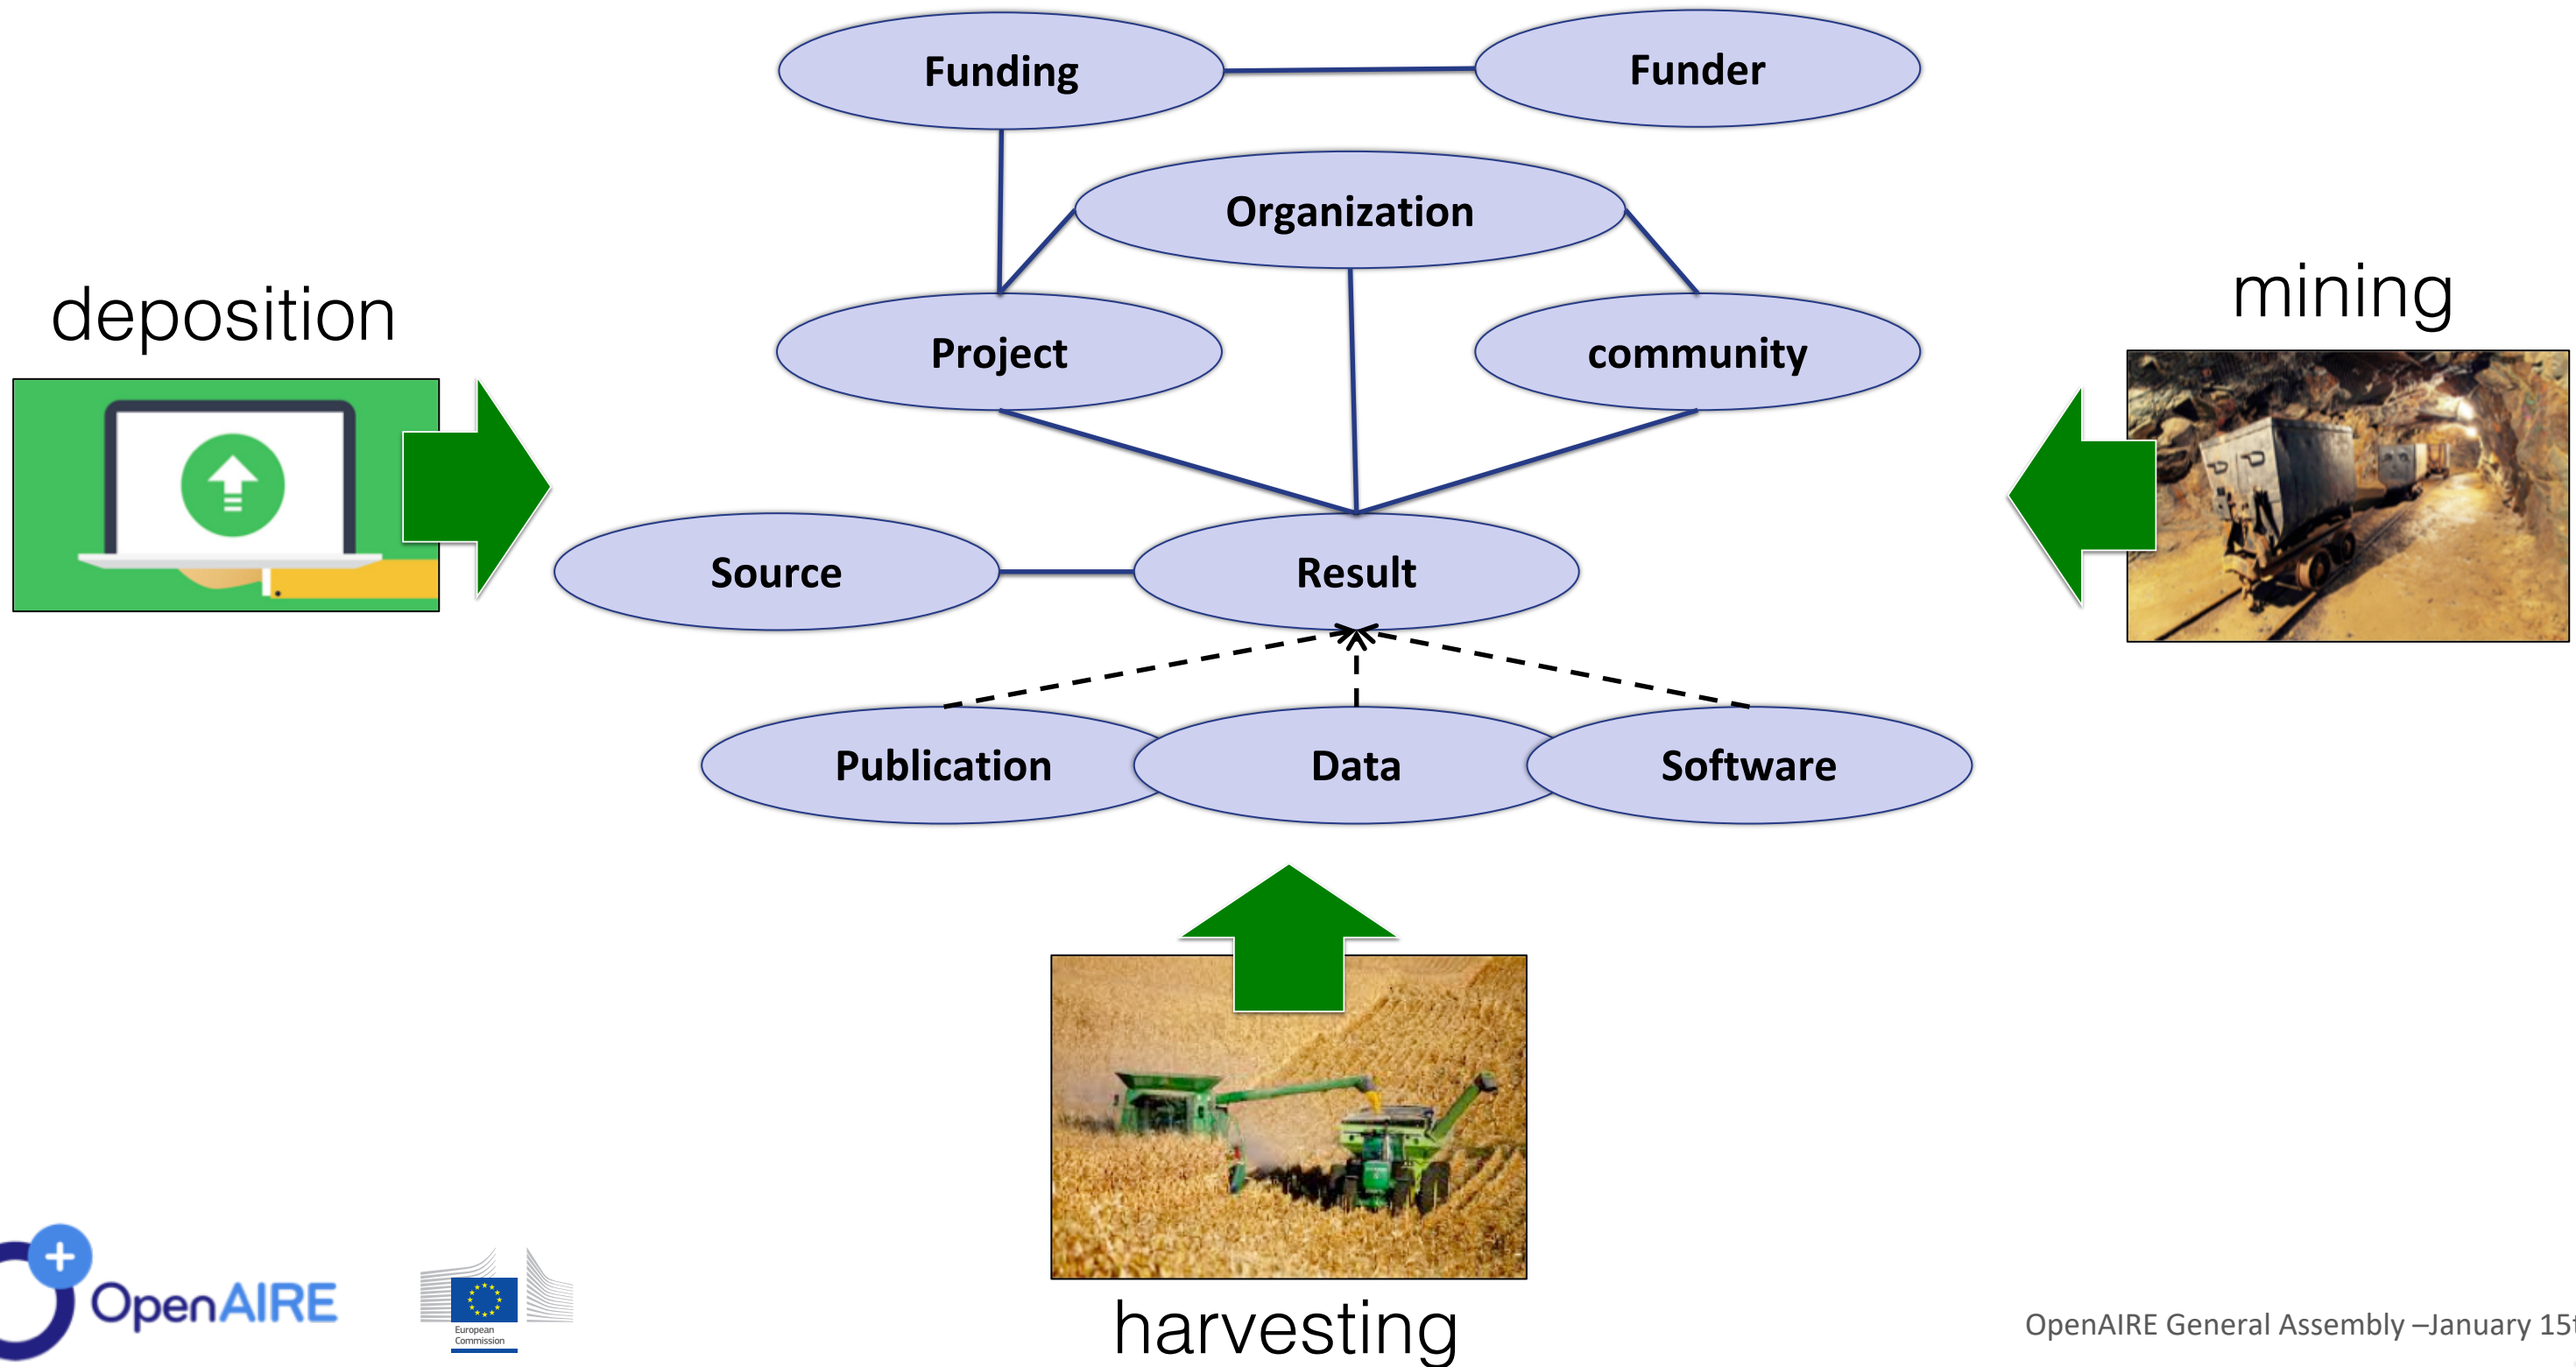 Funding
Funder
Organization
deposition
mining
Project
community
Source
Result
Publication
Data
Software
OpenAIRE
European
Commission
harvesting
OpenAIRE General Assembly –January 15t